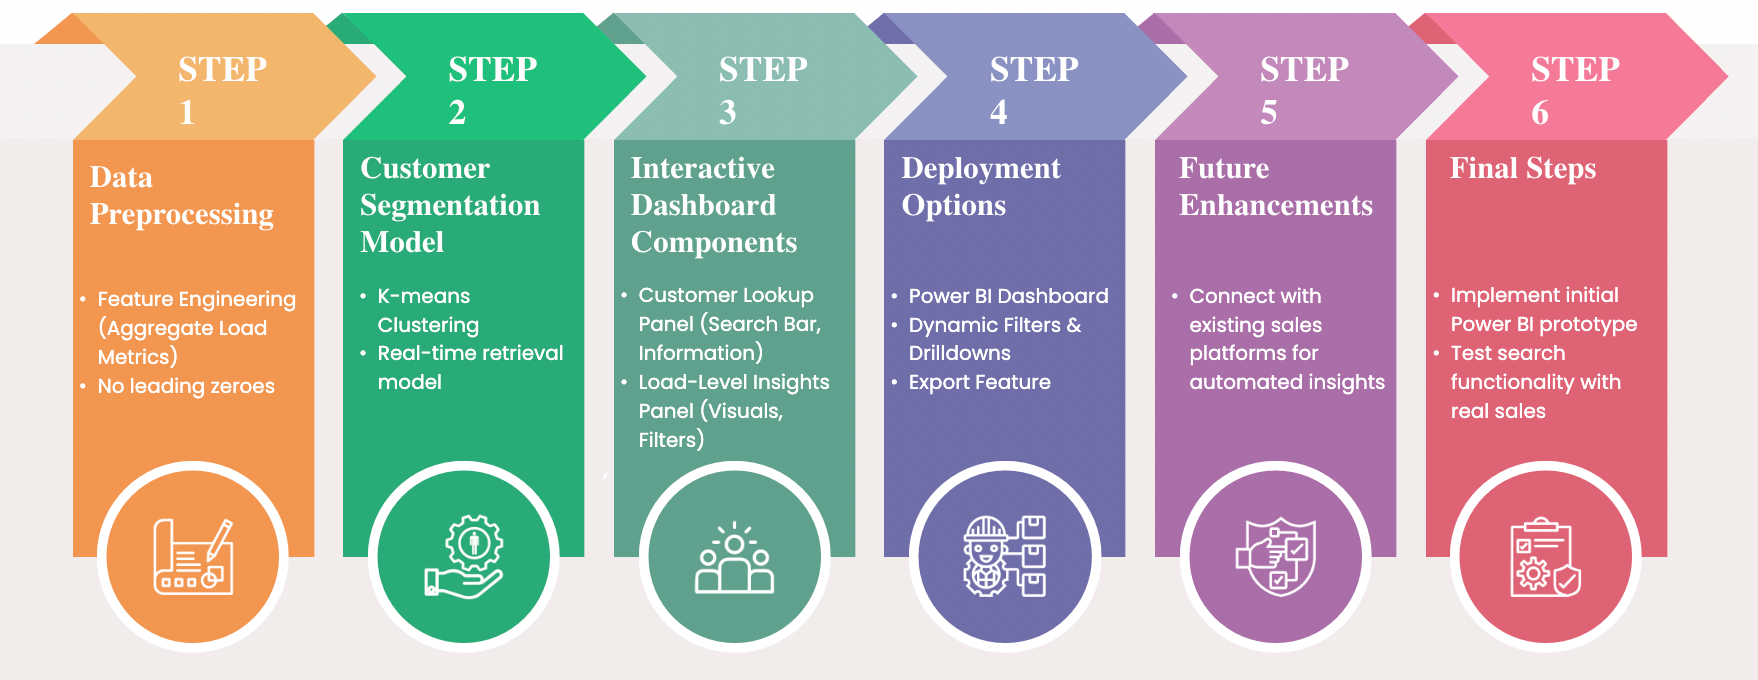 STEP
1
Data
Preprocessing
• Feature Engineering
(Aggregate Load
Metrics)
• No leading zeroes
STEP
2
Customer
Segmentation
Model
• K-means
Clustering
• Real-time retrieval
model
STEP
3
Interactive
Dashboard
Components
• Customer Lookup
Panel (Search Bar,
Information)
• Load-Level Insights
Panel (Visuals,
Filters)
STEP
4
Deployment
Options
• Power BI Dashboard
• Dynamic Filters &
Drilldowns
• Export Feature
STEP
5
Future
Enhancements
• Connect with
existing sales
platforms for
automated insights
STEP
6
Final Steps
• Implement initial
Power BI prototype
• Test search
functionality with
real sales